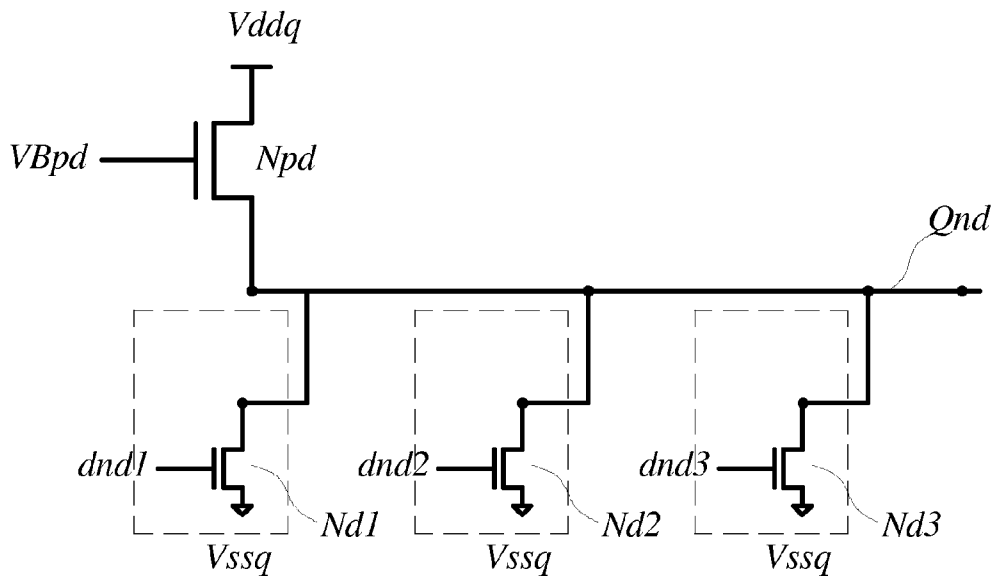 Vddq
VBpd
Npd
Qnd
dnd1
dnd2
dnd3
Nd1
Nd2
Nd3
Vssq
Vssq
Vssq